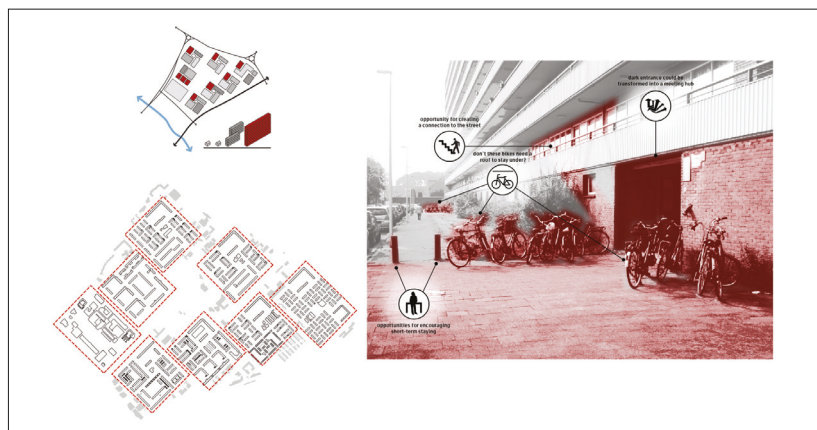 dark entrance could be
transformed into a meeting hub
opportunity for creating
a connection to the street
don't these bikes need a
roof to stay under?
opportunities for encouraging
short-term staying